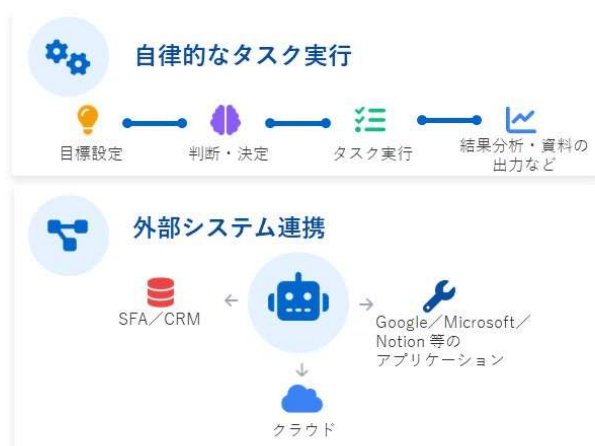 自律的なタスク実行
目標設定
判断・決定
タスク実行
結果分析・資料の
出力など
外部システム連携
SFA／CRM
Google／Microsoft／
Notion 等の
アプリケーション
クラウド